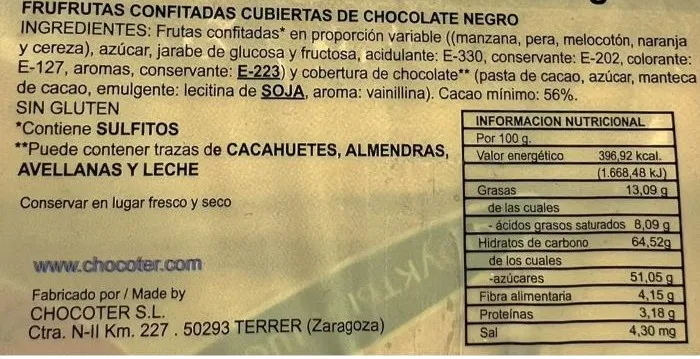 FRUFRUTAS CONFITADAS CUBIERTAS DE CHOCOLATE NEGRO
INGREDIENTES: Frutas confitadas* en proporción variable ((manzana, pera, melocotón, naranja
y cereza), azúcar, jarabe de glucosa y fructosa, acidulante: E-330, conservante: E-202, colorante:
E-127, aromas, conservante: E-223) y cobertura de chocolate** (pasta de cacao, azúcar, manteca
de cacao, emulgente: lecitina de SOJA, aroma: vainillina). Cacao mínimo: 56%.
SIN GLUTEN
*Contiene SULFITOS
**Puede contener trazas de CACAHUETES, ALMENDRAS,
AVELLANAS Y LECHE
Conservar en lugar fresco y seco
www.chocoter.com
Fabricado por / Made by
CHOCOTER S.L.
Ctra. N-II Km. 227 . 50293 TERRER (Zaragoza)
INFORMACION NUTRICIONAL
Por 100 g.
Valor energético 396,92 kcal.
(1.668,48 kJ)
Grasas 13,09 g
de las cuales
- ácidos grasos saturados 8,09 g
Hidratos de carbono 64,52g
de los cuales
-azúcares 51,05 g
Fibra alimentaria 4,15 g
Proteínas 3,18 g
Sal 4,30 mg